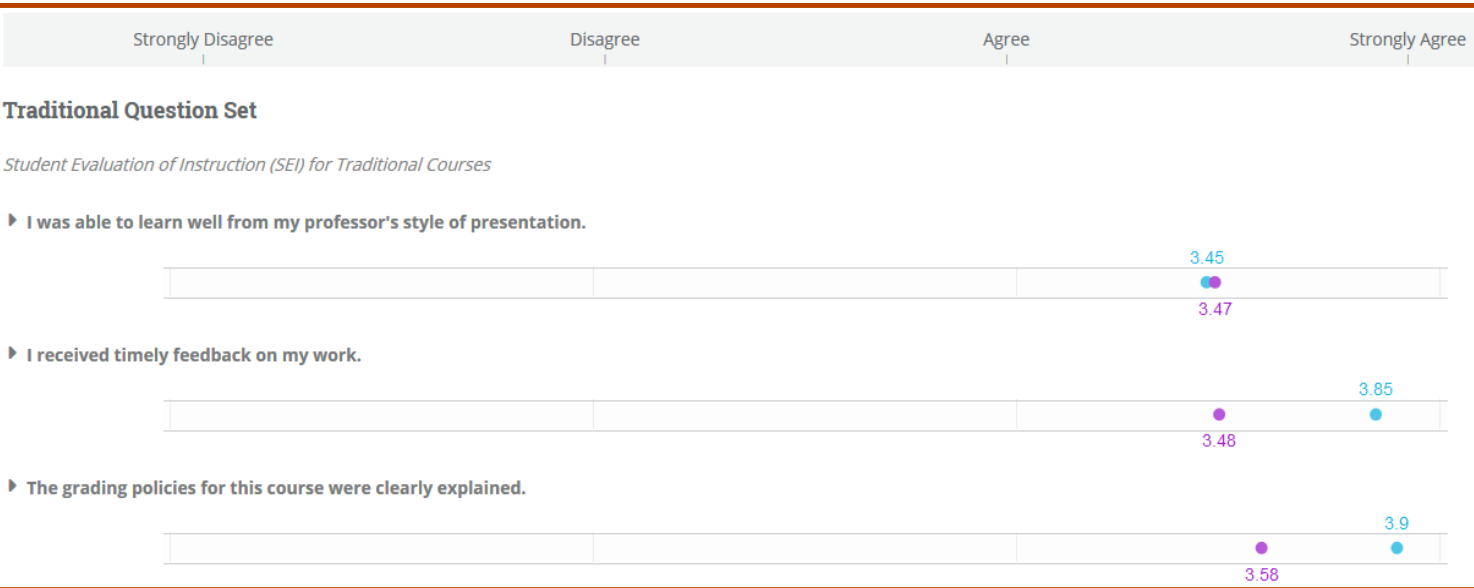 Strongly Disagree Disagree Agree Strongly Agree
Traditional Question Set
Student Evaluation of Instruction (SEI) for Traditional Courses
I was able to learn well from my professor's style of presentation.
3.45
3.47
I received timely feedback on my work.
3.85
3.48
The grading policies for this course were clearly explained.
3.9
3.58